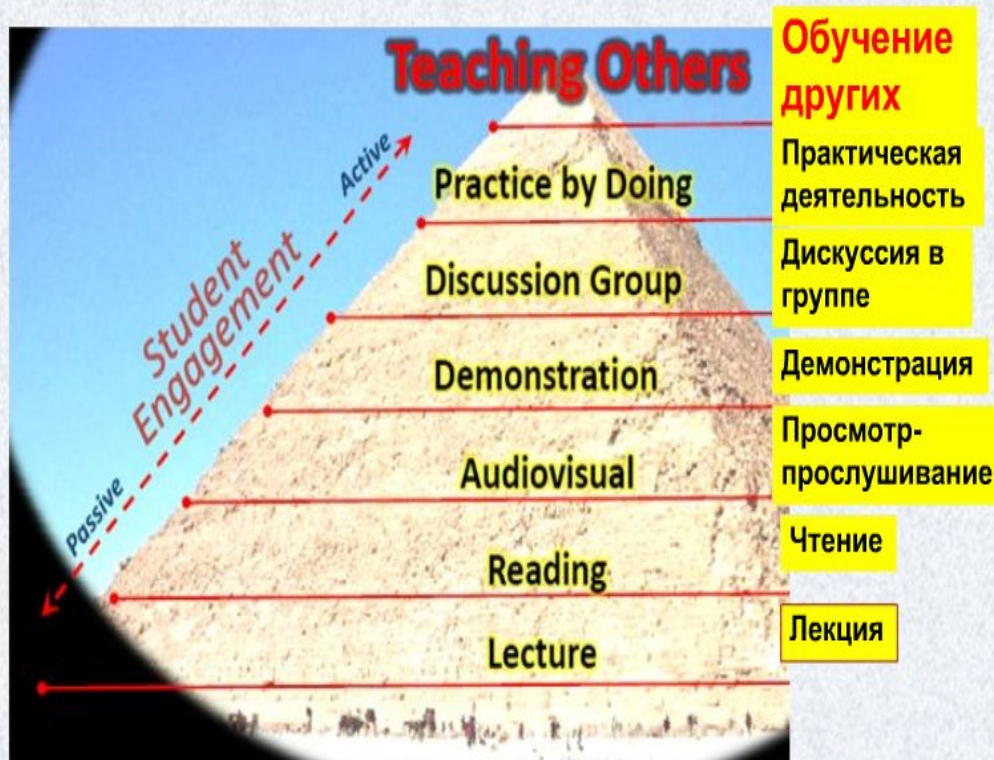 Teaching Others
Обучение
других
Active
Practice by Doing
Практическая
деятельность
Student
Engagement
Discussion Group
Дискуссия в
группе
Demonstration
Демонстрация
Passive
Audiovisual
Просмотр-
прослушивание
Reading
Чтение
Lecture
Лекция